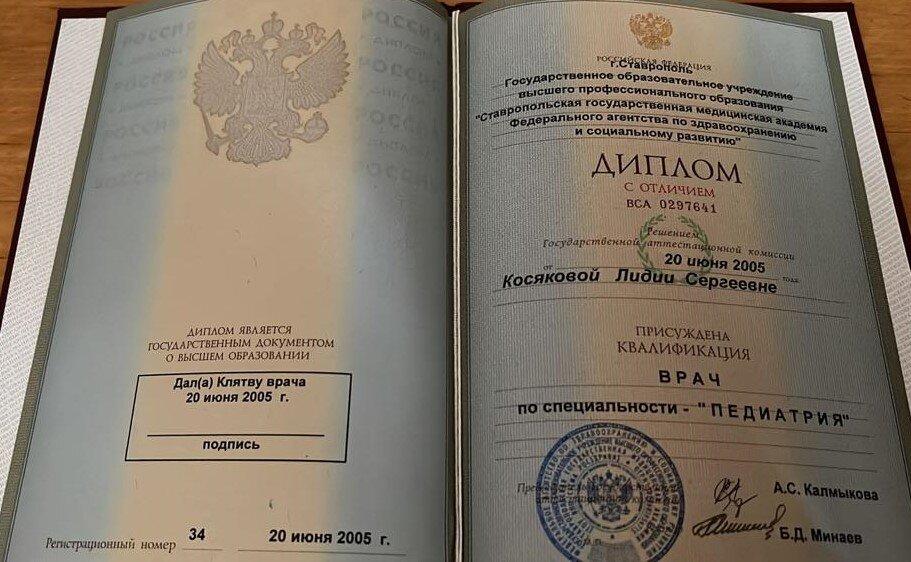 ДИПЛОМ ЯВЛЯЕТСЯ
ГОСУДАРСТВЕННЫМ ДОКУМЕНТОМ
О ВЫСШЕМ ОБРАЗОВАНИИ
Дал(а) Клятву врача
20 июня 2005 г.
подпись
Регистрационный номер 34 20 июня 2005 г.
РОССИЙСКАЯ ФЕДЕРАЦИЯ
г.Ставрополь
Государственное образовательное учреждение
высшего профессионального образования
"Ставропольская государственная медицинская академия
Федерального агентства по здравоохранению
и социальному развитию"
ДИПЛОМ
С ОТЛИЧИЕМ
ВСА 0297641
Решением
Государственной аттестационной комиссии
от 20 июня 2005 года
Косяковой Лидии Сергеевне
ПРИСУЖДЕНА
КВАЛИФИКАЦИЯ
ВРАЧ
по специальности - "ПЕДИАТРИЯ"
А.С. Калмыкова
Б.Д. Минаев